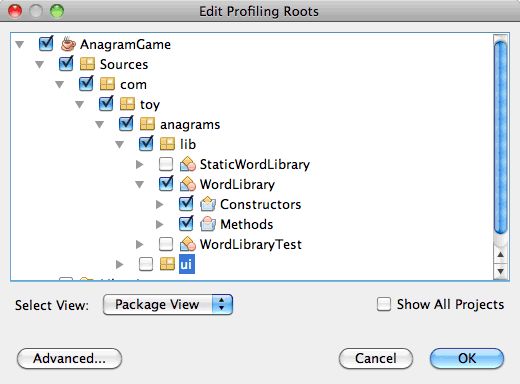 Edit Profiling Roots
AnagramGame
Sources
com
toy
anagrams
lib
StaticWordLibrary
WordLibrary
Constructors
Methods
WordLibraryTest
ui
Select View: Package View
Show All Projects
Advanced...
Cancel
OK